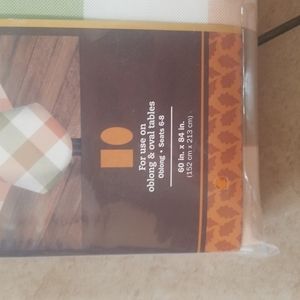 For use on
oblong & oval tables
Oblong • Seats 6-8
60 in. x 84 in.
(152 cm x 213 cm)